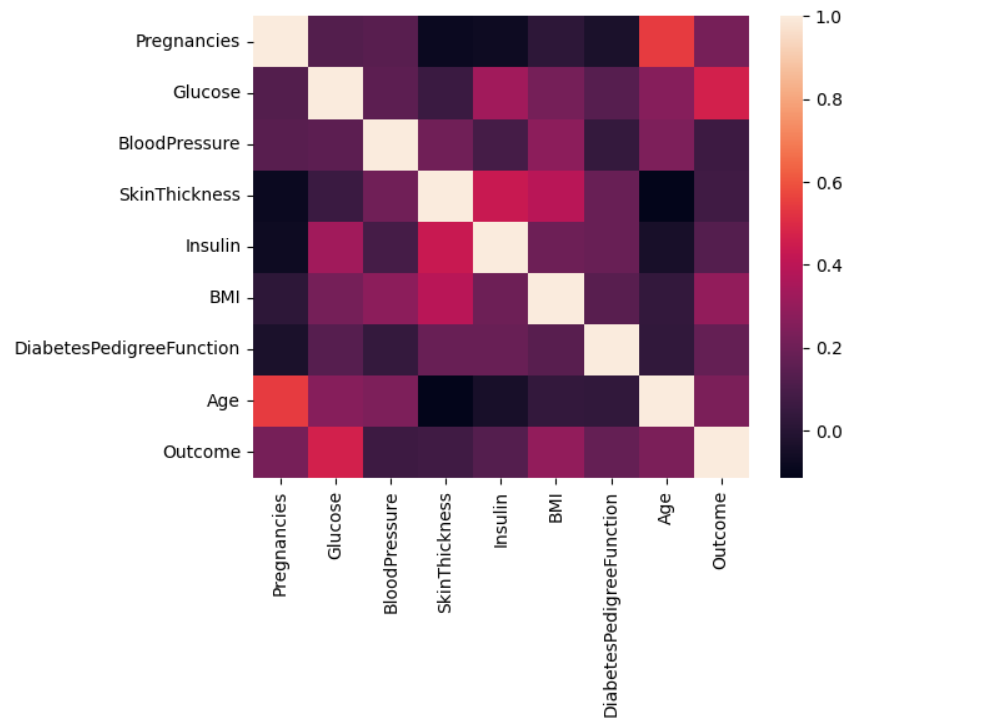 Pregnancies
Glucose
BloodPressure
SkinThickness
Insulin
BMI
DiabetesPedigreeFunction
Age
Outcome
Pregnancies
Glucose
BloodPressure
SkinThickness
Insulin
BMI
DiabetesPedigreeFunction
Age
Outcome
1.0
0.8
0.6
0.4
0.2
0.0